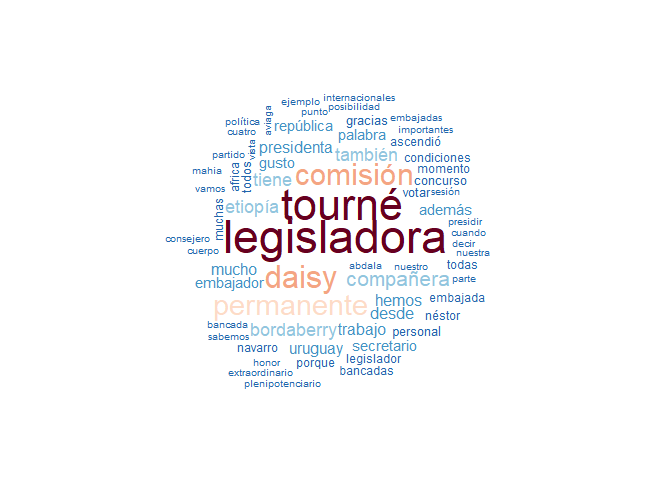 internacionales
ejemplo
posibilidad
punto
aviaga
política
república
gracias
embajadas
cuatro
palabra
importantes
vista
presidenta
ascendió
partido
gusto
también
condiciones
mahia
africa
todos
tiene
comisión
momento
concurso
vamos
votar
sesión
muchas
etiopía
tourné
además
presidir
consejero
legisladora
cuando
decir
cuerpo
nuestra
mucho
daisy
abdala
nuestro
todas
embajador
compañera
parte
permanente
hemos
embajada
desde
néstor
bancada
bordaberry
trabajo
personal
sabemos
navarro
uruguay
secretario
honor
porque
legislador
extraordinario
bancadas
plenipotenciario